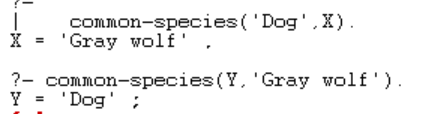 ?-
|    common-species('Dog',X).
X = 'Gray wolf' ,
?- common-species(Y,'Gray wolf').
Y = 'Dog' ;